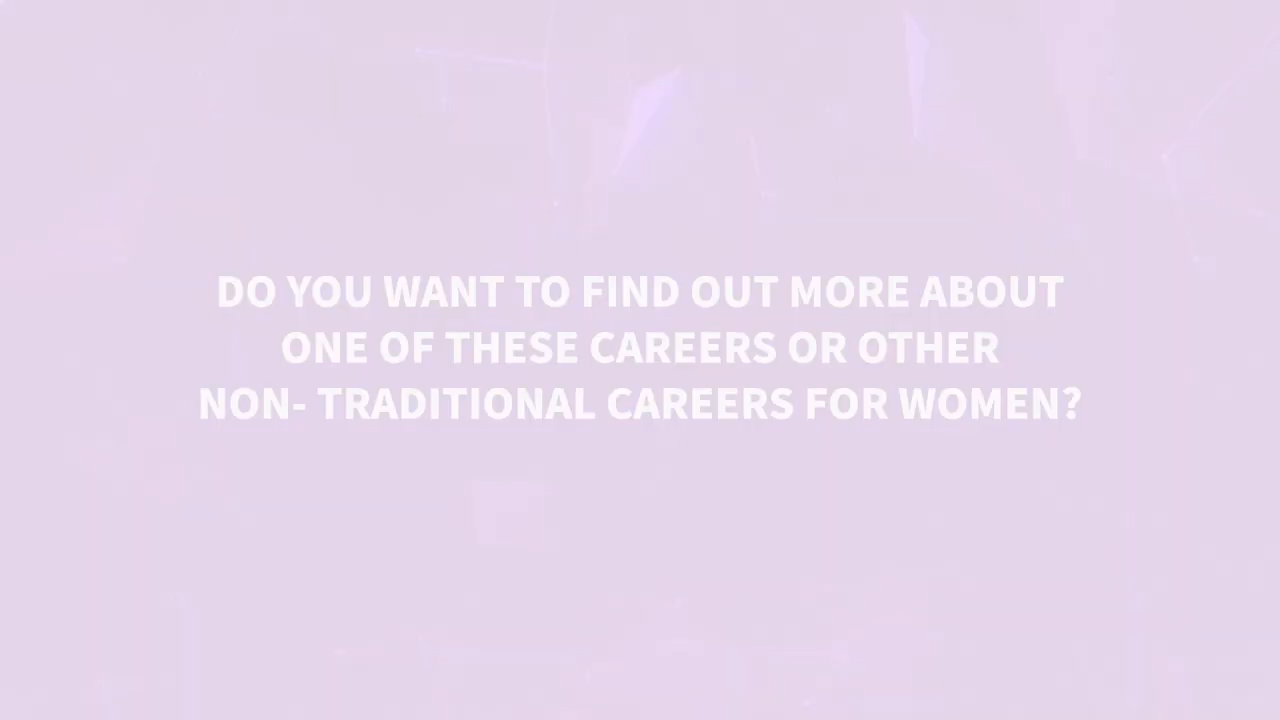 DO YOU WANT TO FIND OUT MORE ABOUT
ONE OF THESE CAREERS OR OTHER
NON- TRADITIONAL CAREERS FOR WOMEN?